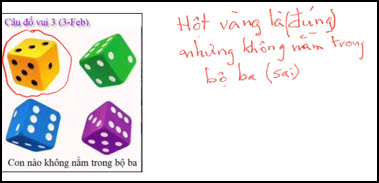 Câu đố vui 3 (3-Feb)
Con nào không nằm trong bộ ba
Hột vàng là (đúng)
nhưng không nằm trong
bộ ba (sai)